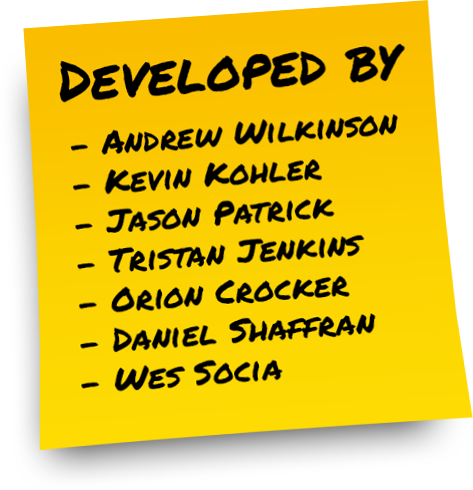 Developed by
- Andrew Wilkinson
- Kevin Kohler
- Jason Patrick
- Tristan Jenkins
- Orion Crocker
- Daniel Shaffran
- Wes Socia